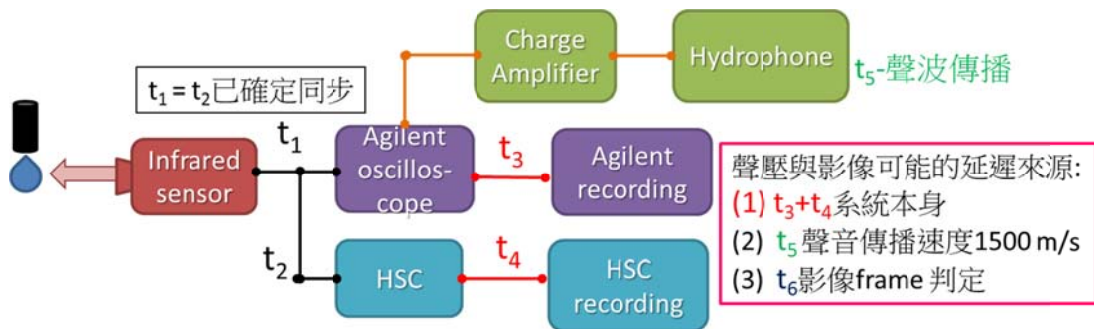 Charge
Amplifier
Hydrophone
t₅-聲波傳播
t₁ = t₂已確定同步
Infrared
sensor
t₁
Agilent
oscillos-
cope
t₃
Agilent
recording
t₂
HSC
t₄
HSC
recording
聲壓與影像可能的延遲來源:
(1) t₃+t₄系統本身
(2) t₅ 聲音傳播速度1500 m/s
(3) t₆影像frame 判定